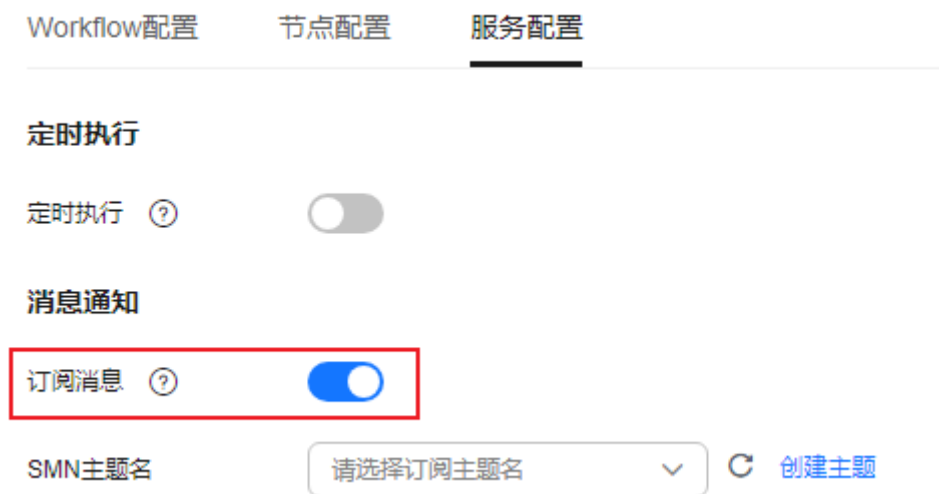 Workflow配置 节点配置 服务配置
定时执行
定时执行 ?
消息通知
订阅消息 ?
SMN主题名 请选择订阅主题名 创建主题